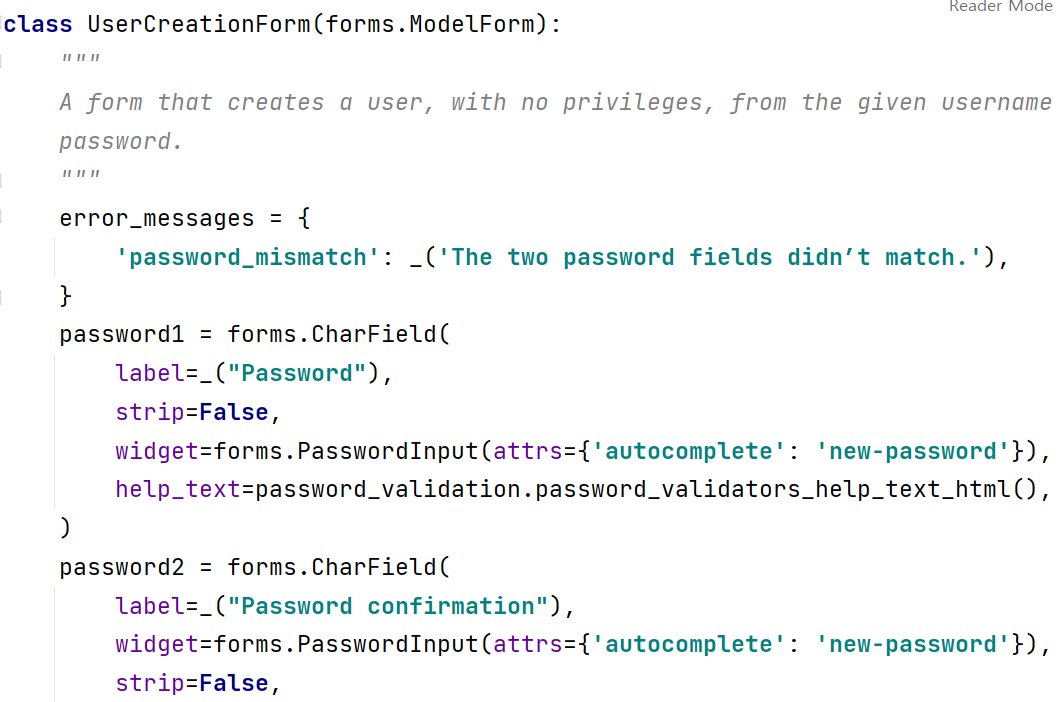 Reader Mode
class UserCreationForm(forms.ModelForm):
    """
    A form that creates a user, with no privileges, from the given username
    password.
    """
    error_messages = {
        'password_mismatch': _('The two password fields didn’t match.'),
    }
    password1 = forms.CharField(
        label=_("Password"),
        strip=False,
        widget=forms.PasswordInput(attrs={'autocomplete': 'new-password'}),
        help_text=password_validation.password_validators_help_text_html(),
    )
    password2 = forms.CharField(
        label=_("Password confirmation"),
        widget=forms.PasswordInput(attrs={'autocomplete': 'new-password'}),
        strip=False,